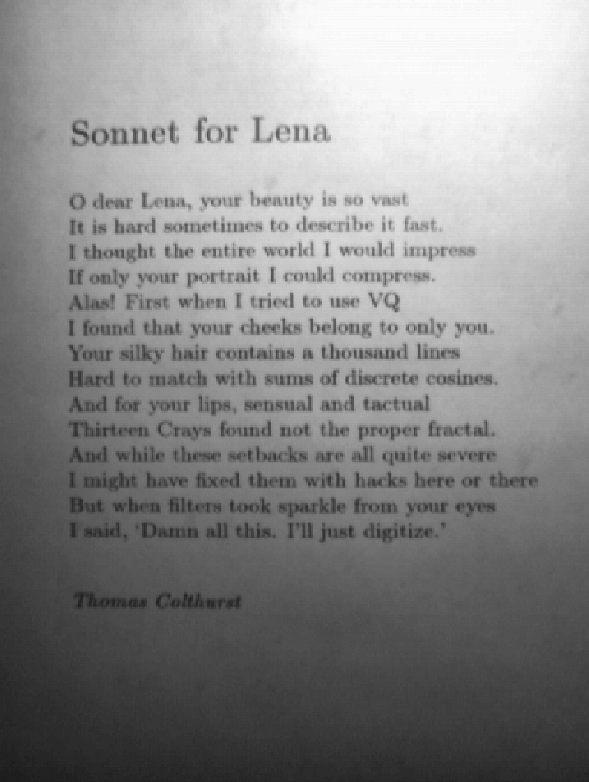 Sonnet for Lena
O dear Lena, your beauty is so vast
It is hard sometimes to describe it fast.
I thought the entire world I would impress
If only your portrait I could compress.
Alas! First when I tried to use VQ
I found that your cheeks belong to only you.
Your silky hair contains a thousand lines
Hard to match with sums of discrete cosines.
And for your lips, sensual and tactual
Thirteen Crays found not the proper fractal.
And while these setbacks are all quite severe
I might have fixed them with hacks here or there
But when filters took sparkle from your eyes
I said, ‘Damn all this. I’ll just digitize.’
Thomas Colthurst